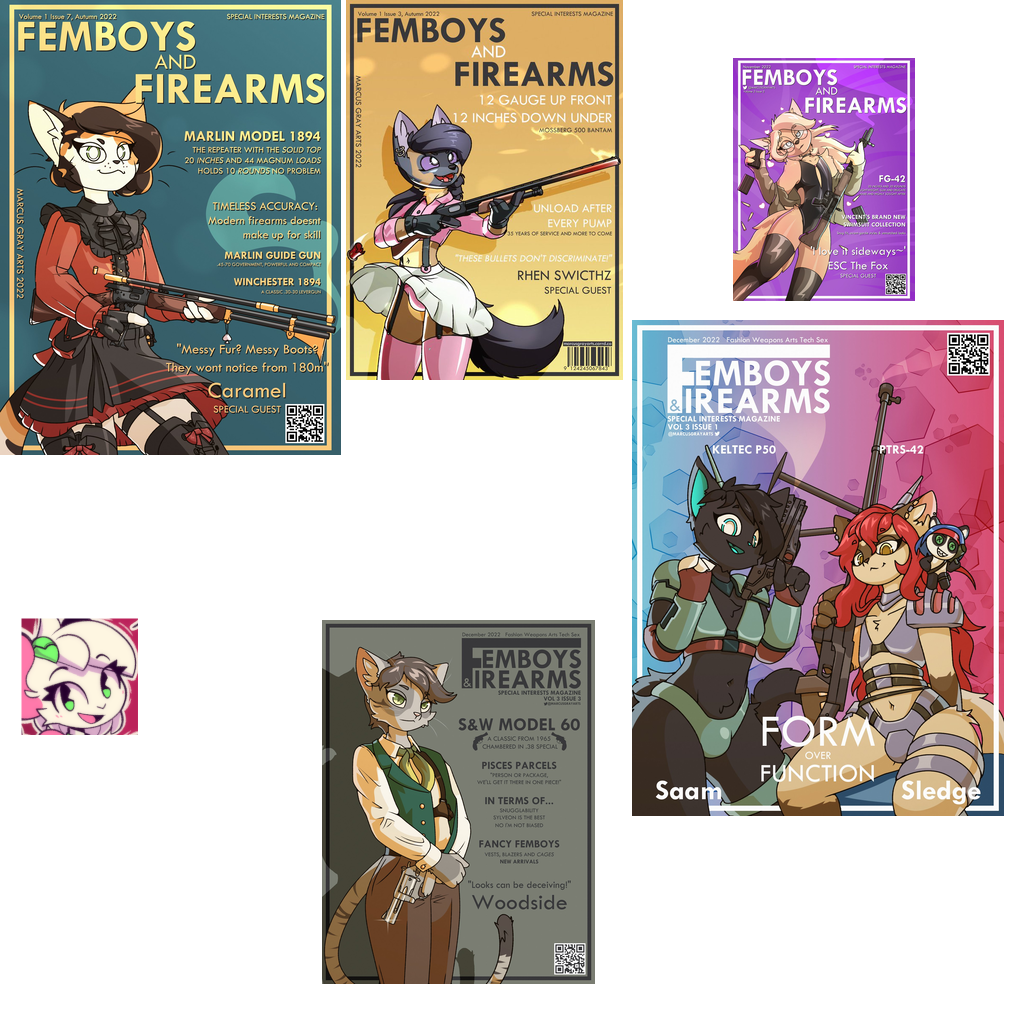 Volume 1 Issue 7, Autumn 2022
SPECIAL INTERESTS MAGAZINE
FEMBOYS
AND
FIREARMS
MARLIN MODEL 1894
THE REPEATER WITH THE SOLID TOP
20 INCHES AND 44 MAGNUM LOADS
HOLDS 10 ROUNDS NO PROBLEM
TIMELESS ACCURACY:
Modern firearms doesnt
make up for skill
MARLIN GUIDE GUN
40-70 GOVERNMENT, POWERFUL AND COMPACT
WINCHESTER 1894
A CLASSIC, 30-30 LEVERGUN
MARCUS GRAY ARTS 2022
"Messy Fur? Messy Boots?
They wont notice from 180m"
Caramel
SPECIAL GUEST
Volume 1 Issue 3, Autumn 2022
SPECIAL INTERESTS MAGAZINE
FEMBOYS
AND
FIREARMS
12 GAUGE UP FRONT
12 INCHES DOWN UNDER
MOSSBERG 500 BANTAM
MARCUS GRAY ARTS 2022
UNLOAD AFTER
EVERY PUMP
35 YEARS OF SERVICE AND MORE TO COME
"THESE BULLETS DON'T DISCRIMINATE!"
RHEN SWICTHZ
SPECIAL GUEST
marcusgrayarts.carrd.co
SPECIAL INTERESTS MAGAZINE
FEMBOYS
AND
FIREARMS
FG-42
VINCENT'S BRAND NEW
SWIMSUIT COLLECTION
"I love it sideways~"
ESC The Fox
SPECIAL GUEST
December 2022 Fashion Weapons Arts Tech Sex
FEMBOYS
& FIREARMS
SPECIAL INTERESTS MAGAZINE
VOL 3 ISSUE 1
@MARCUSGRAYARTS
KELTEC P50
PTRS-42
FORM
OVER
FUNCTION
Saam
Sledge
December 2022 Fashion Weapons Arts Tech Sex
FEMBOYS
& FIREARMS
SPECIAL INTERESTS MAGAZINE
VOL 2 ISSUE 3
@MARCUSGRAYARTS
S&W MODEL 60
A CLASSIC FROM 1965
CHAMBERED IN .38 SPECIAL
PISCES PARCELS
"PERSON OR PACKAGE,
WE'LL GET IT THERE IN ONE PIECE!"
IN TERMS OF...
SNUGGLABILITY
SYLVEON IS THE BEST
NO I'M NOT BIASED
FANCY FEMBOYS
VESTS, BLAZERS AND CAGES
NEW ARRIVALS
"Looks can be deceiving!"
Woodside